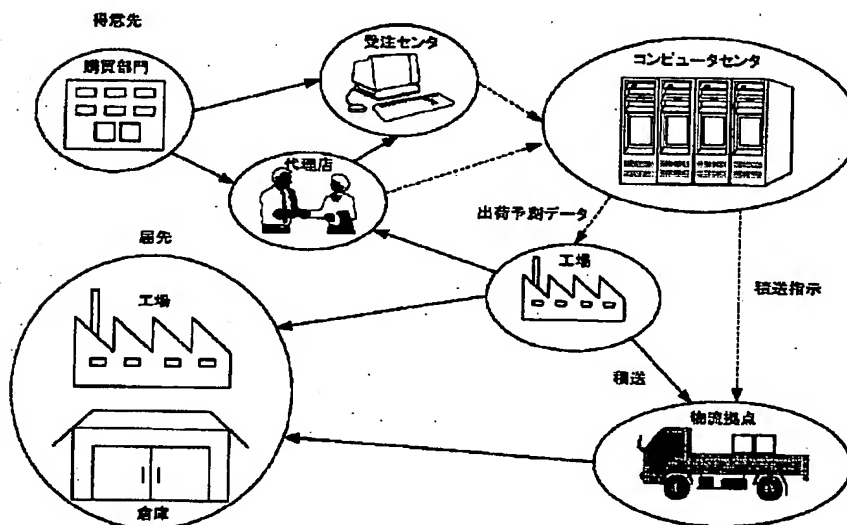 得意先
購買部門
受注センタ
コンピュータセンタ
代理店
出荷予測データ
届先
工場
工場
積送指示
積送
物流拠点
倉庫